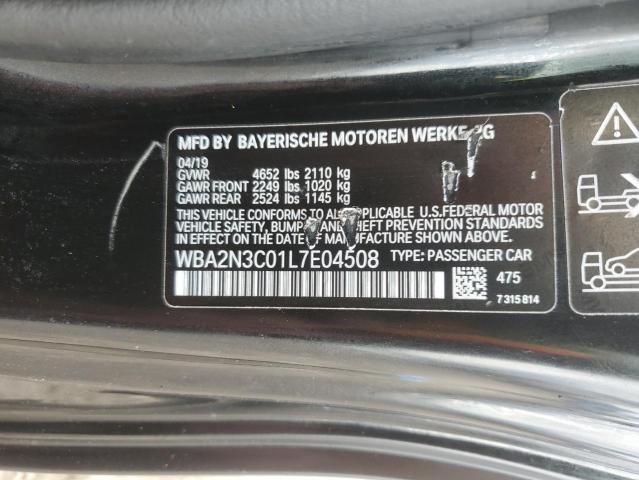 MFD BY BAYERISCHE MOTOREN WERKE AG
04/19
GVWR 4652 lbs 2110 kg
GAWR FRONT 2249 lbs 1020 kg
GAWR REAR 2524 lbs 1145 kg
THIS VEHICLE CONFORMS TO ALL APPLICABLE U.S.FEDERAL MOTOR
VEHICLE SAFETY, BUMPER AND THEFT PREVENTION STANDARDS
IN EFFECT ON THE DATE OF MANUFACTURE SHOWN ABOVE.
WBA2N3C01L7E04508 TYPE: PASSENGER CAR
475
7 315 814